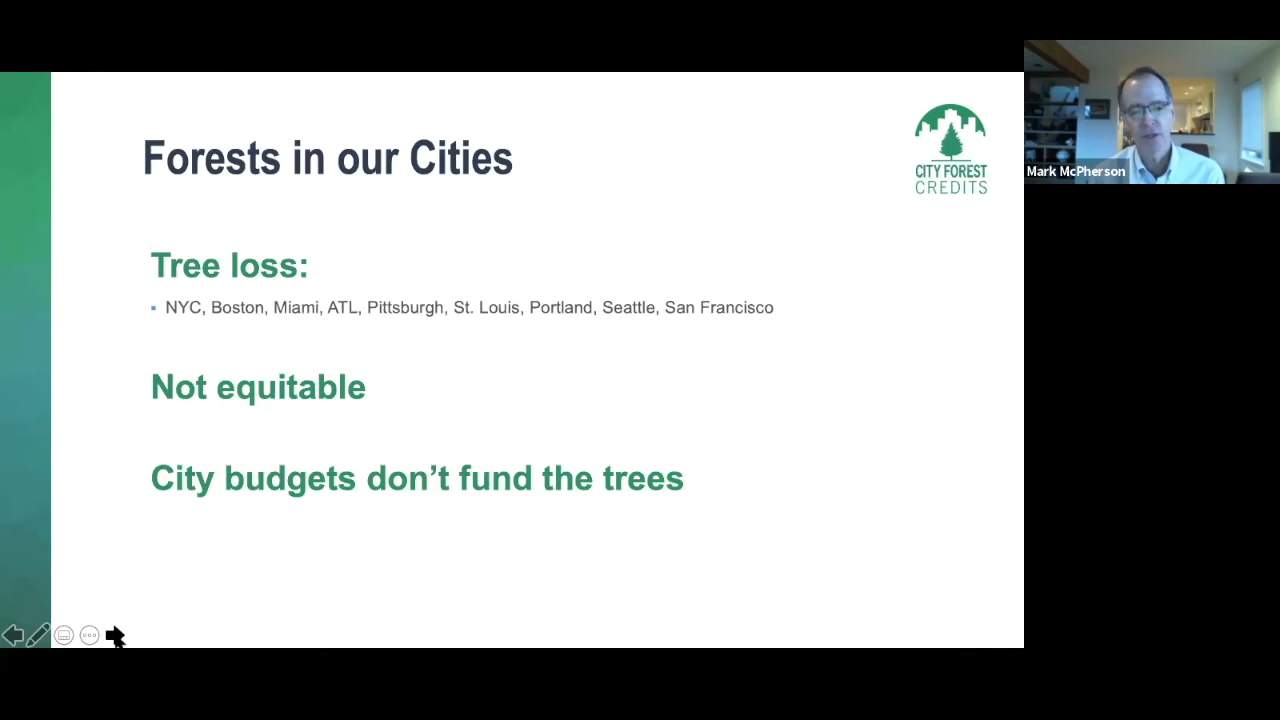 Forests in our Cities
CITY FOREST
CREDITS
Mark McPherson
Tree loss:
▪ NYC, Boston, Miami, ATL, Pittsburgh, St. Louis, Portland, Seattle, San Francisco
Not equitable
City budgets don’t fund the trees